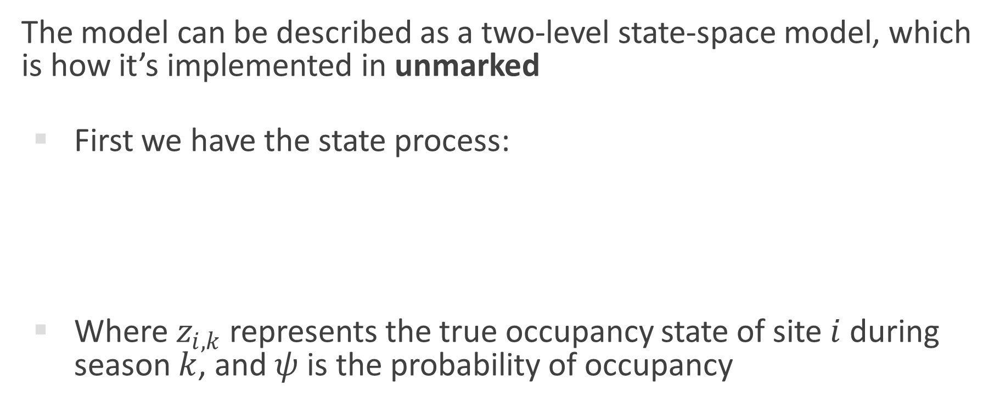 The model can be described as a two-level state-space model, which
is how it’s implemented in unmarked
▪ First we have the state process:
▪ Where 𝑧𝑖,𝑘 represents the true occupancy state of site 𝑖 during
season 𝑘, and 𝜓 is the probability of occupancy